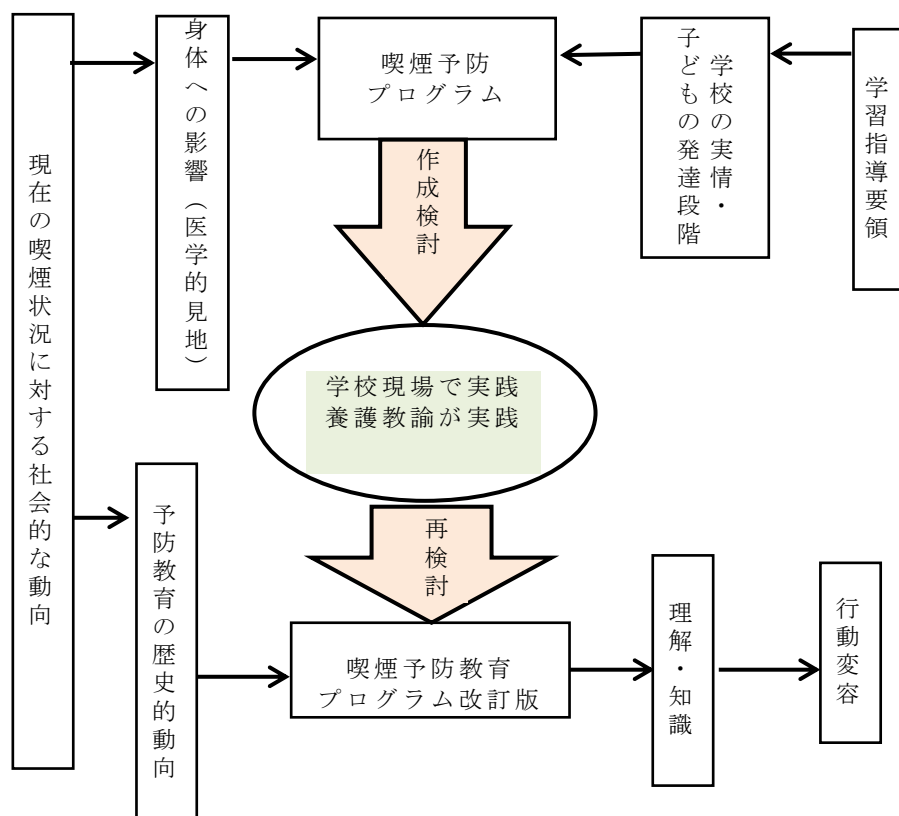 現在の喫煙状況に対する社会的な動向
身体への影響（医学的見地）
喫煙予防
プログラム
学校の実情・
子どもの発達段階
学習指導要領
作成検討
学校現場で実践
養護教諭が実践
再検討
予防教育の歴史的動向
喫煙予防教育
プログラム改訂版
理解・知識
行動変容